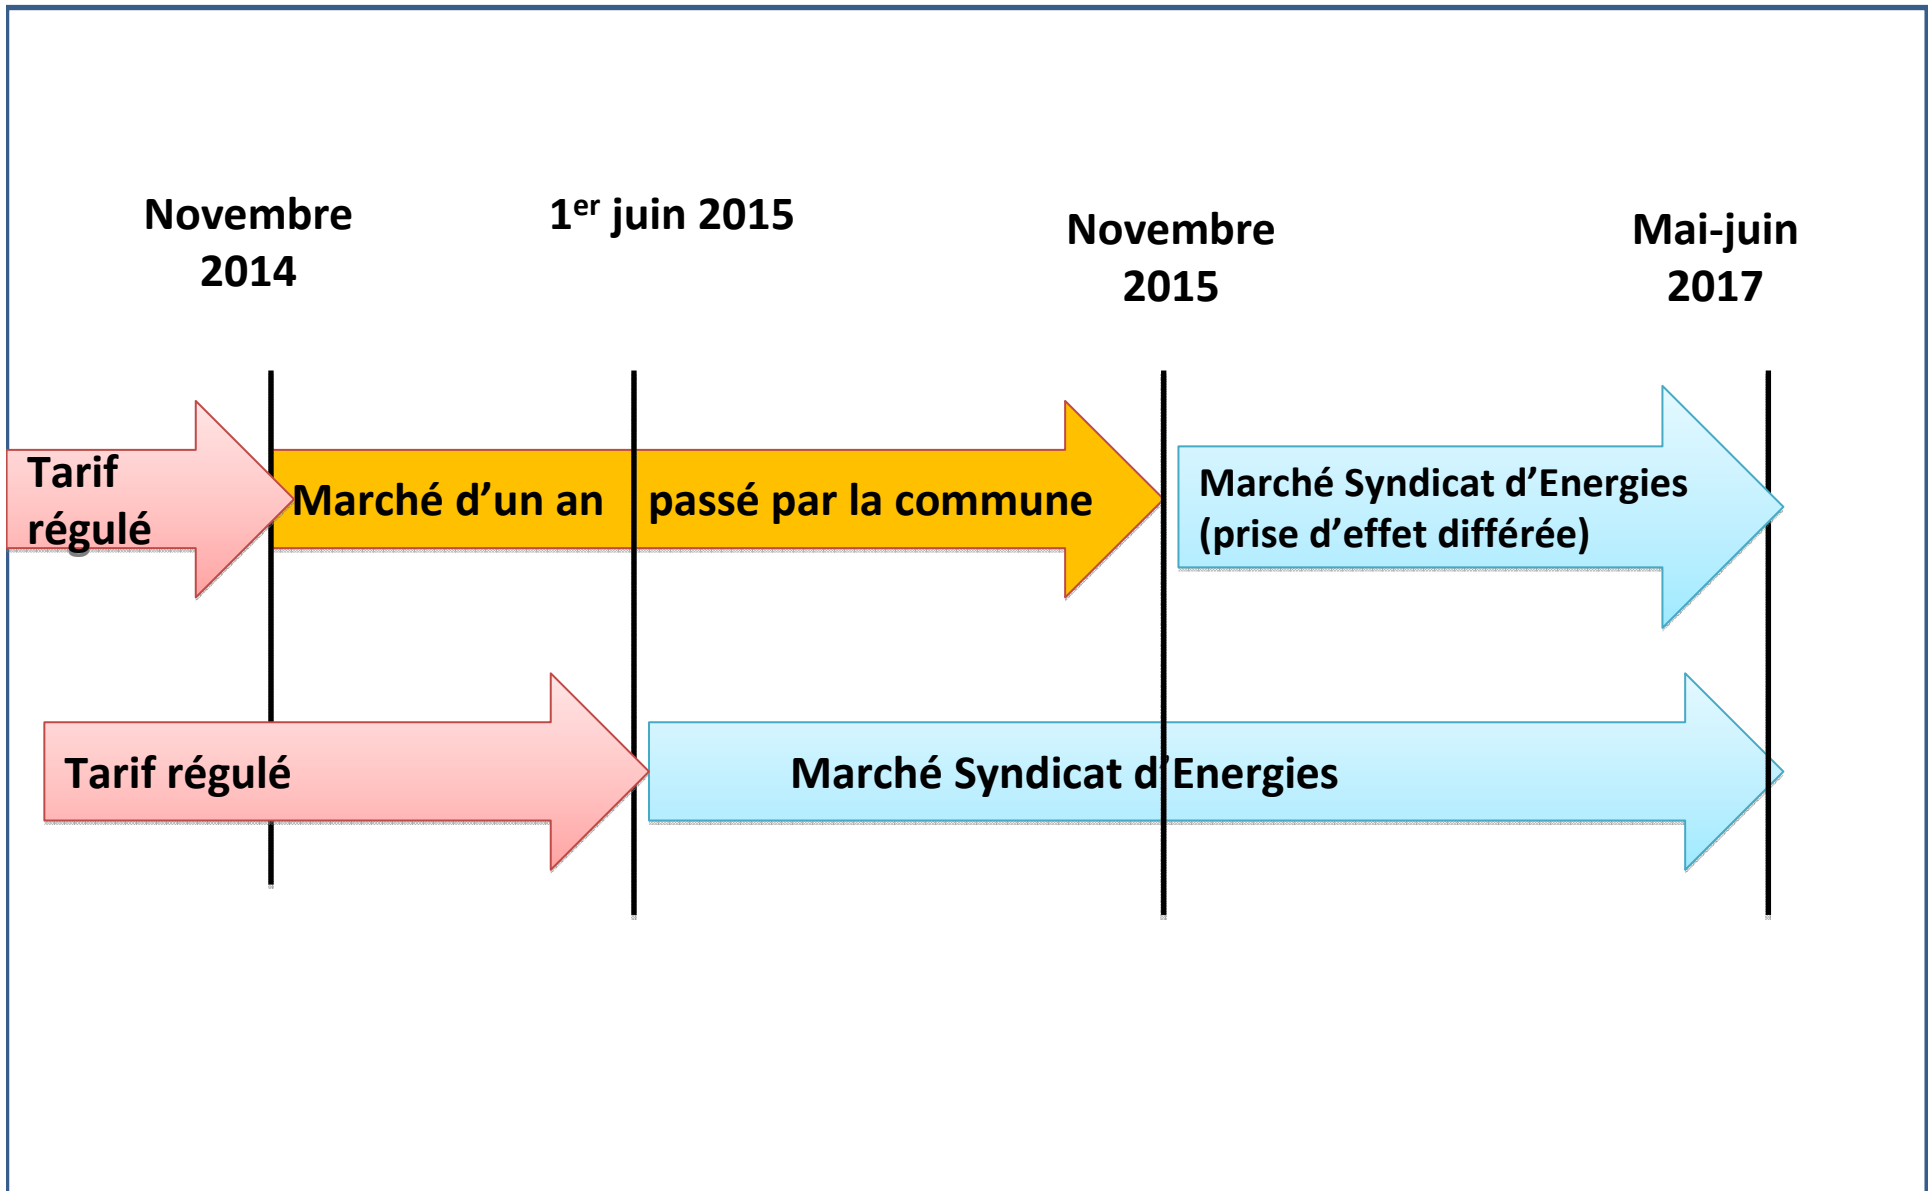 Novembre
2014
1er juin 2015
Novembre
2015
Mai-juin
2017
Tarif
régulé
Marché d’un an passé par la commune
Marché Syndicat d’Energies
(prise d’effet différée)
Tarif régulé
Marché Syndicat d’Energies